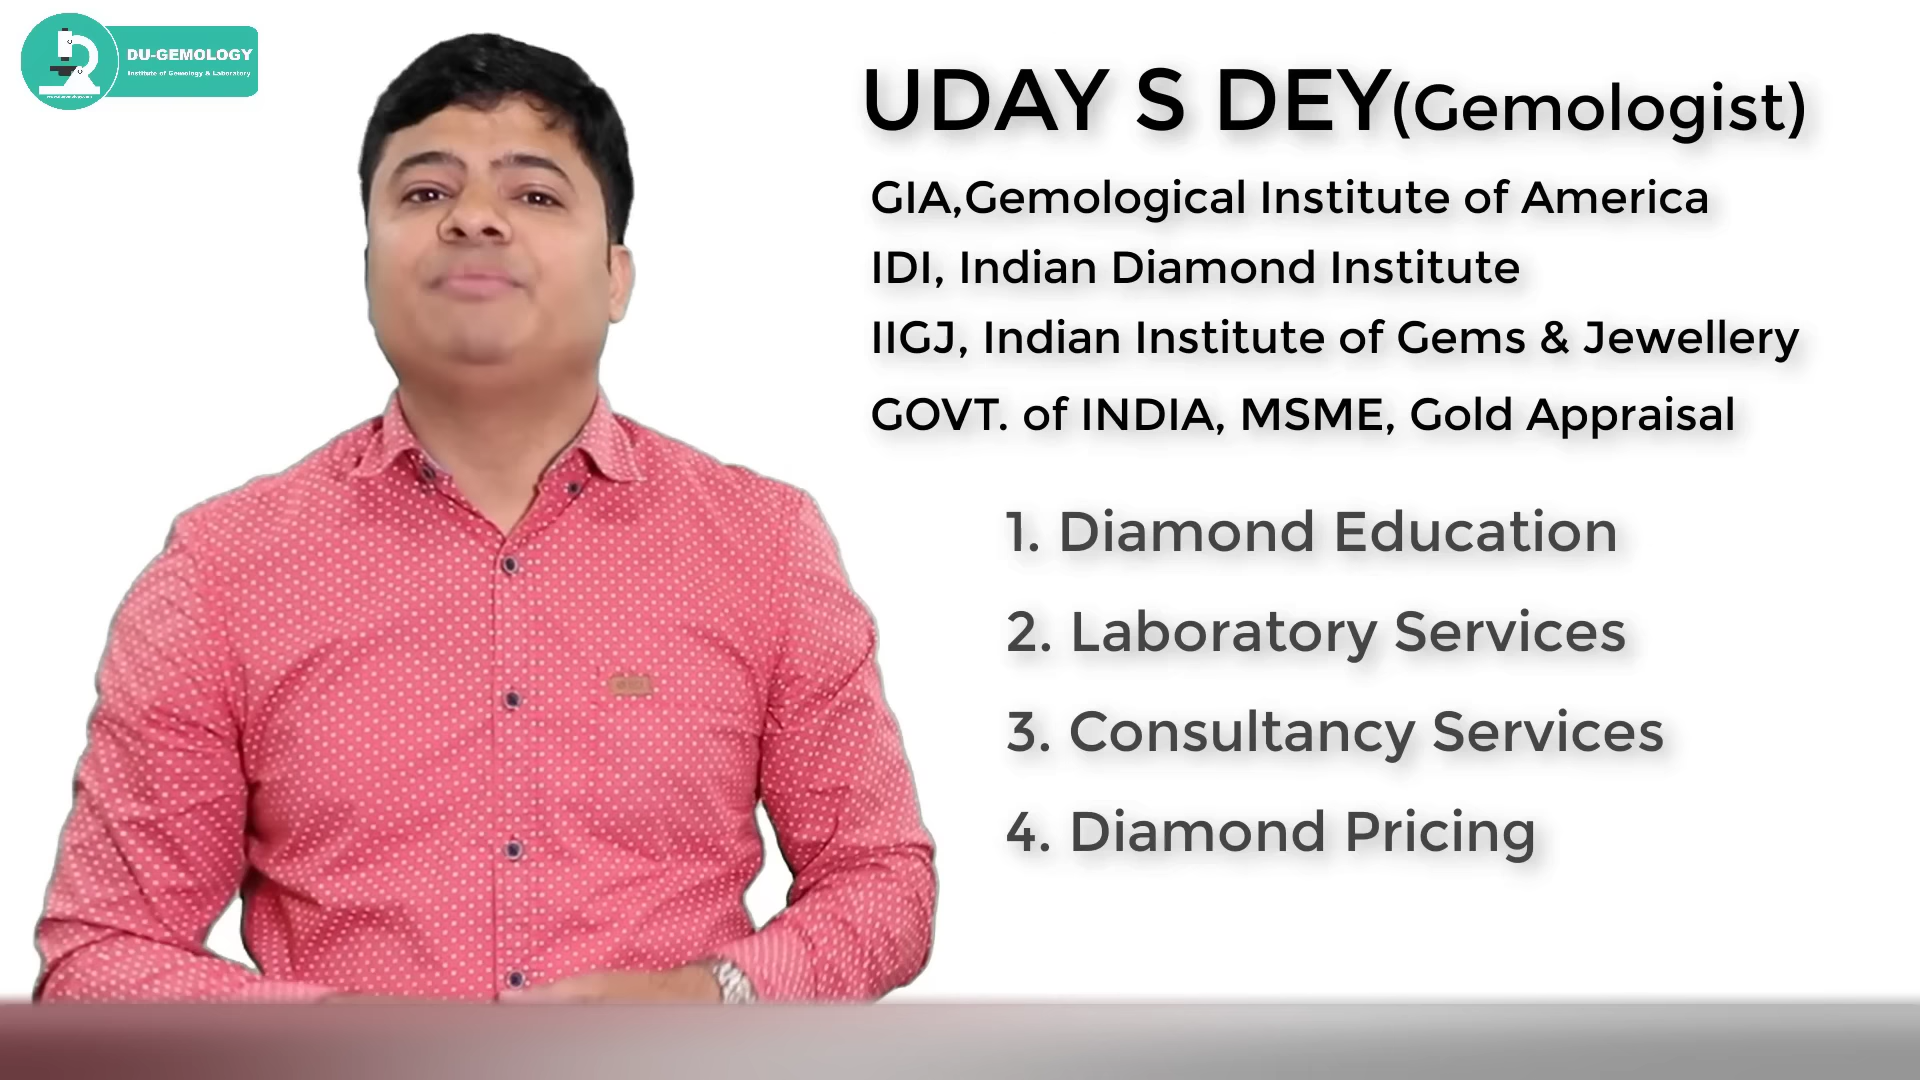 DU-GEMOLOGY
Institute of Gemology & Laboratory
UDAY S DEY(Gemologist)
GIA,Gemological Institute of America
IDI, Indian Diamond Institute
IIGJ, Indian Institute of Gems & Jewellery
GOVT. of INDIA, MSME, Gold Appraisal
1. Diamond Education
2. Laboratory Services
3. Consultancy Services
4. Diamond Pricing